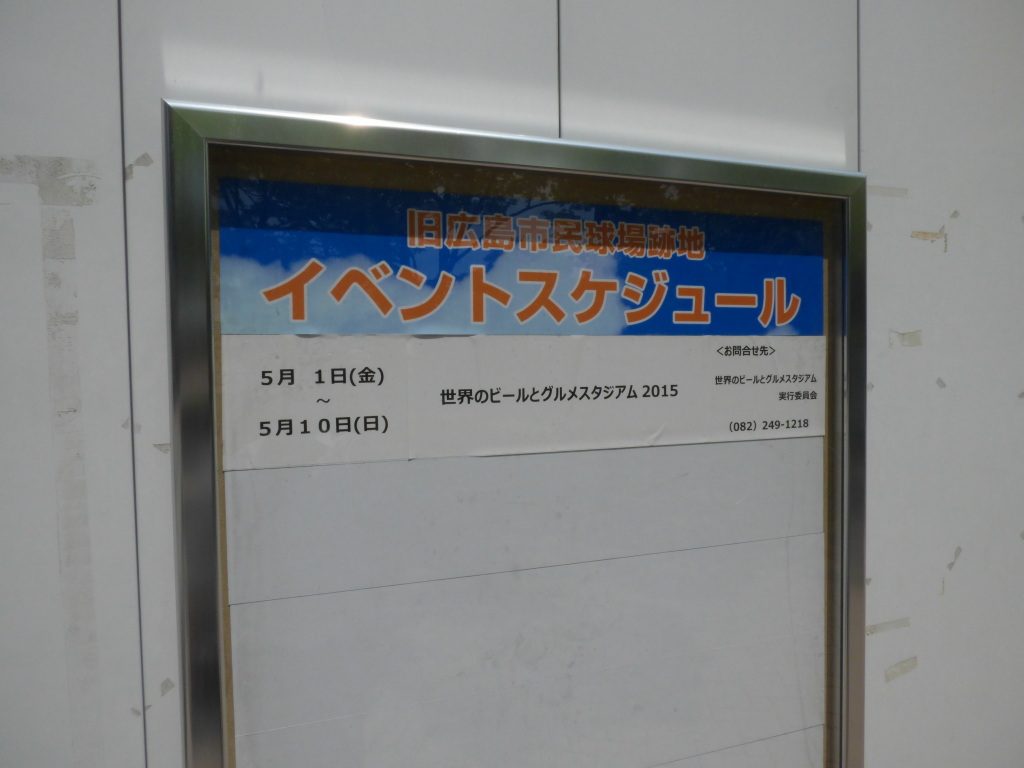 旧広島市民球場跡地
イベントスケジュール
5月 1日(金)
～
5月10日(日)
世界のビールとグルメスタジアム 2015
＜お問合せ先＞
世界のビールとグルメスタジアム
実行委員会
(082) 249-1218